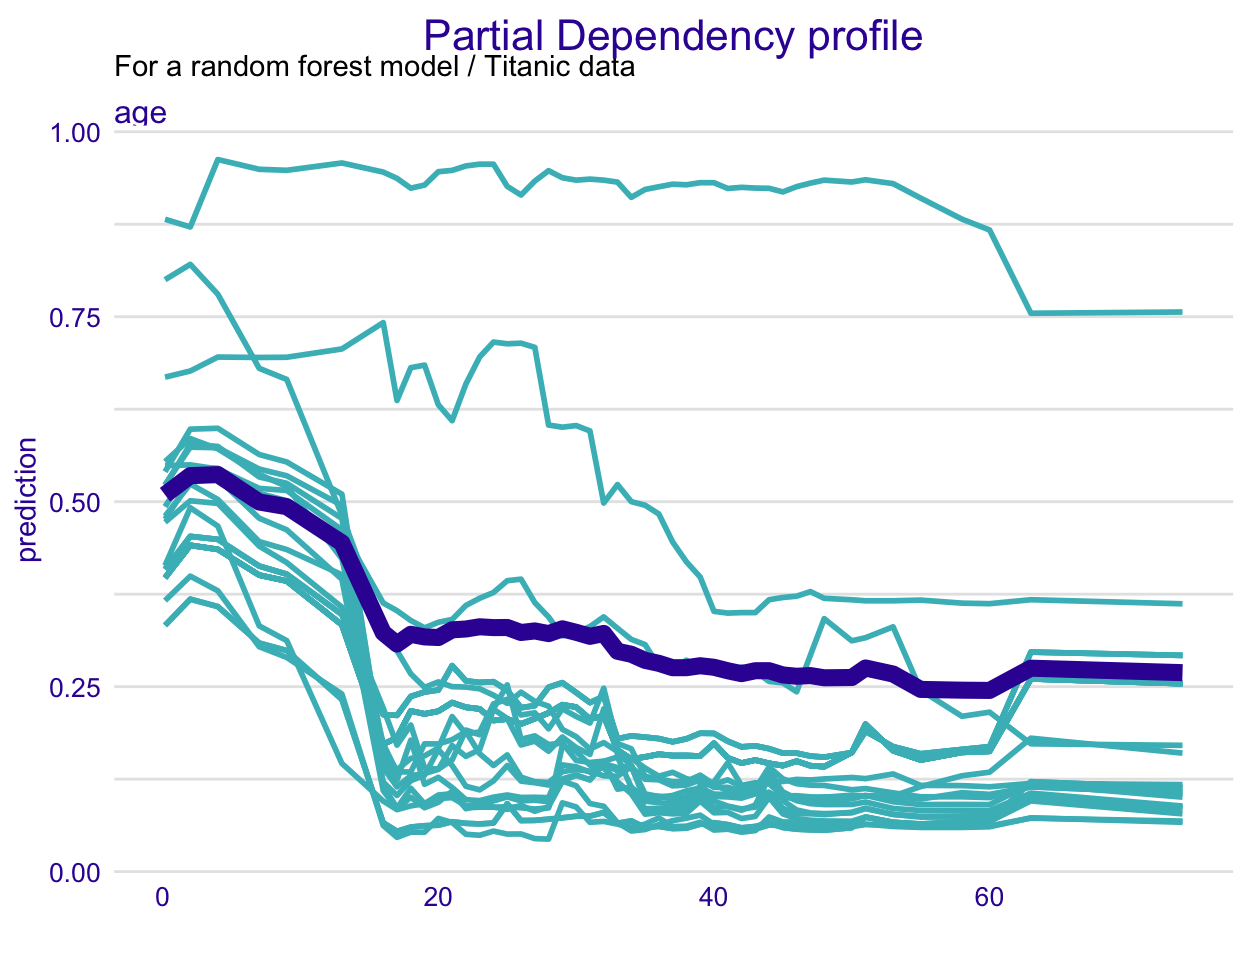 Partial Dependency profile
For a random forest model / Titanic data
age
1.00
0.75
0.50
0.25
0.00
prediction
0
20
40
60